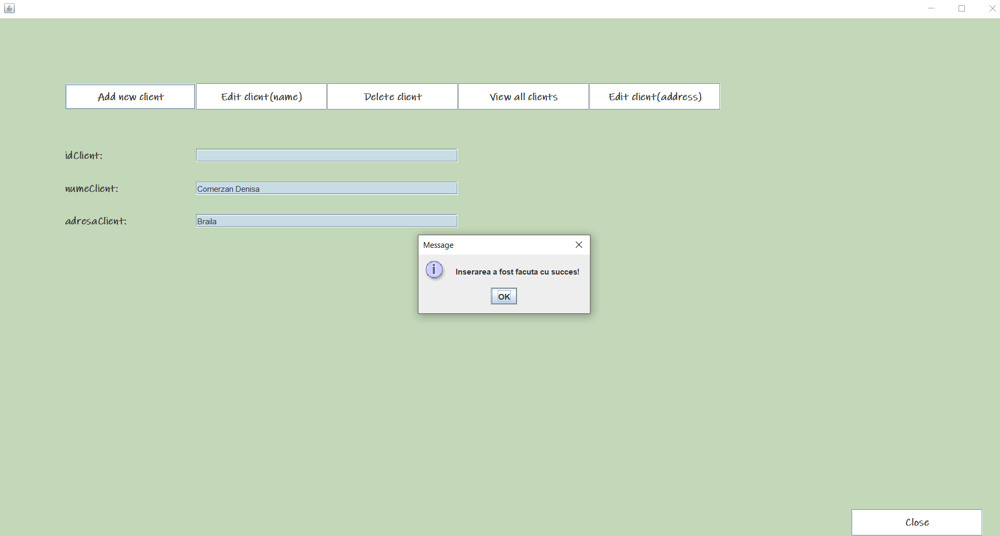 Add new client
Edit client(name)
Delete client
View all clients
Edit client(address)
idClient:
numeClient:
Comerzan Denisa
adresaClient:
Braila
Message
Inserarea a fost facuta cu succes!
OK
Close